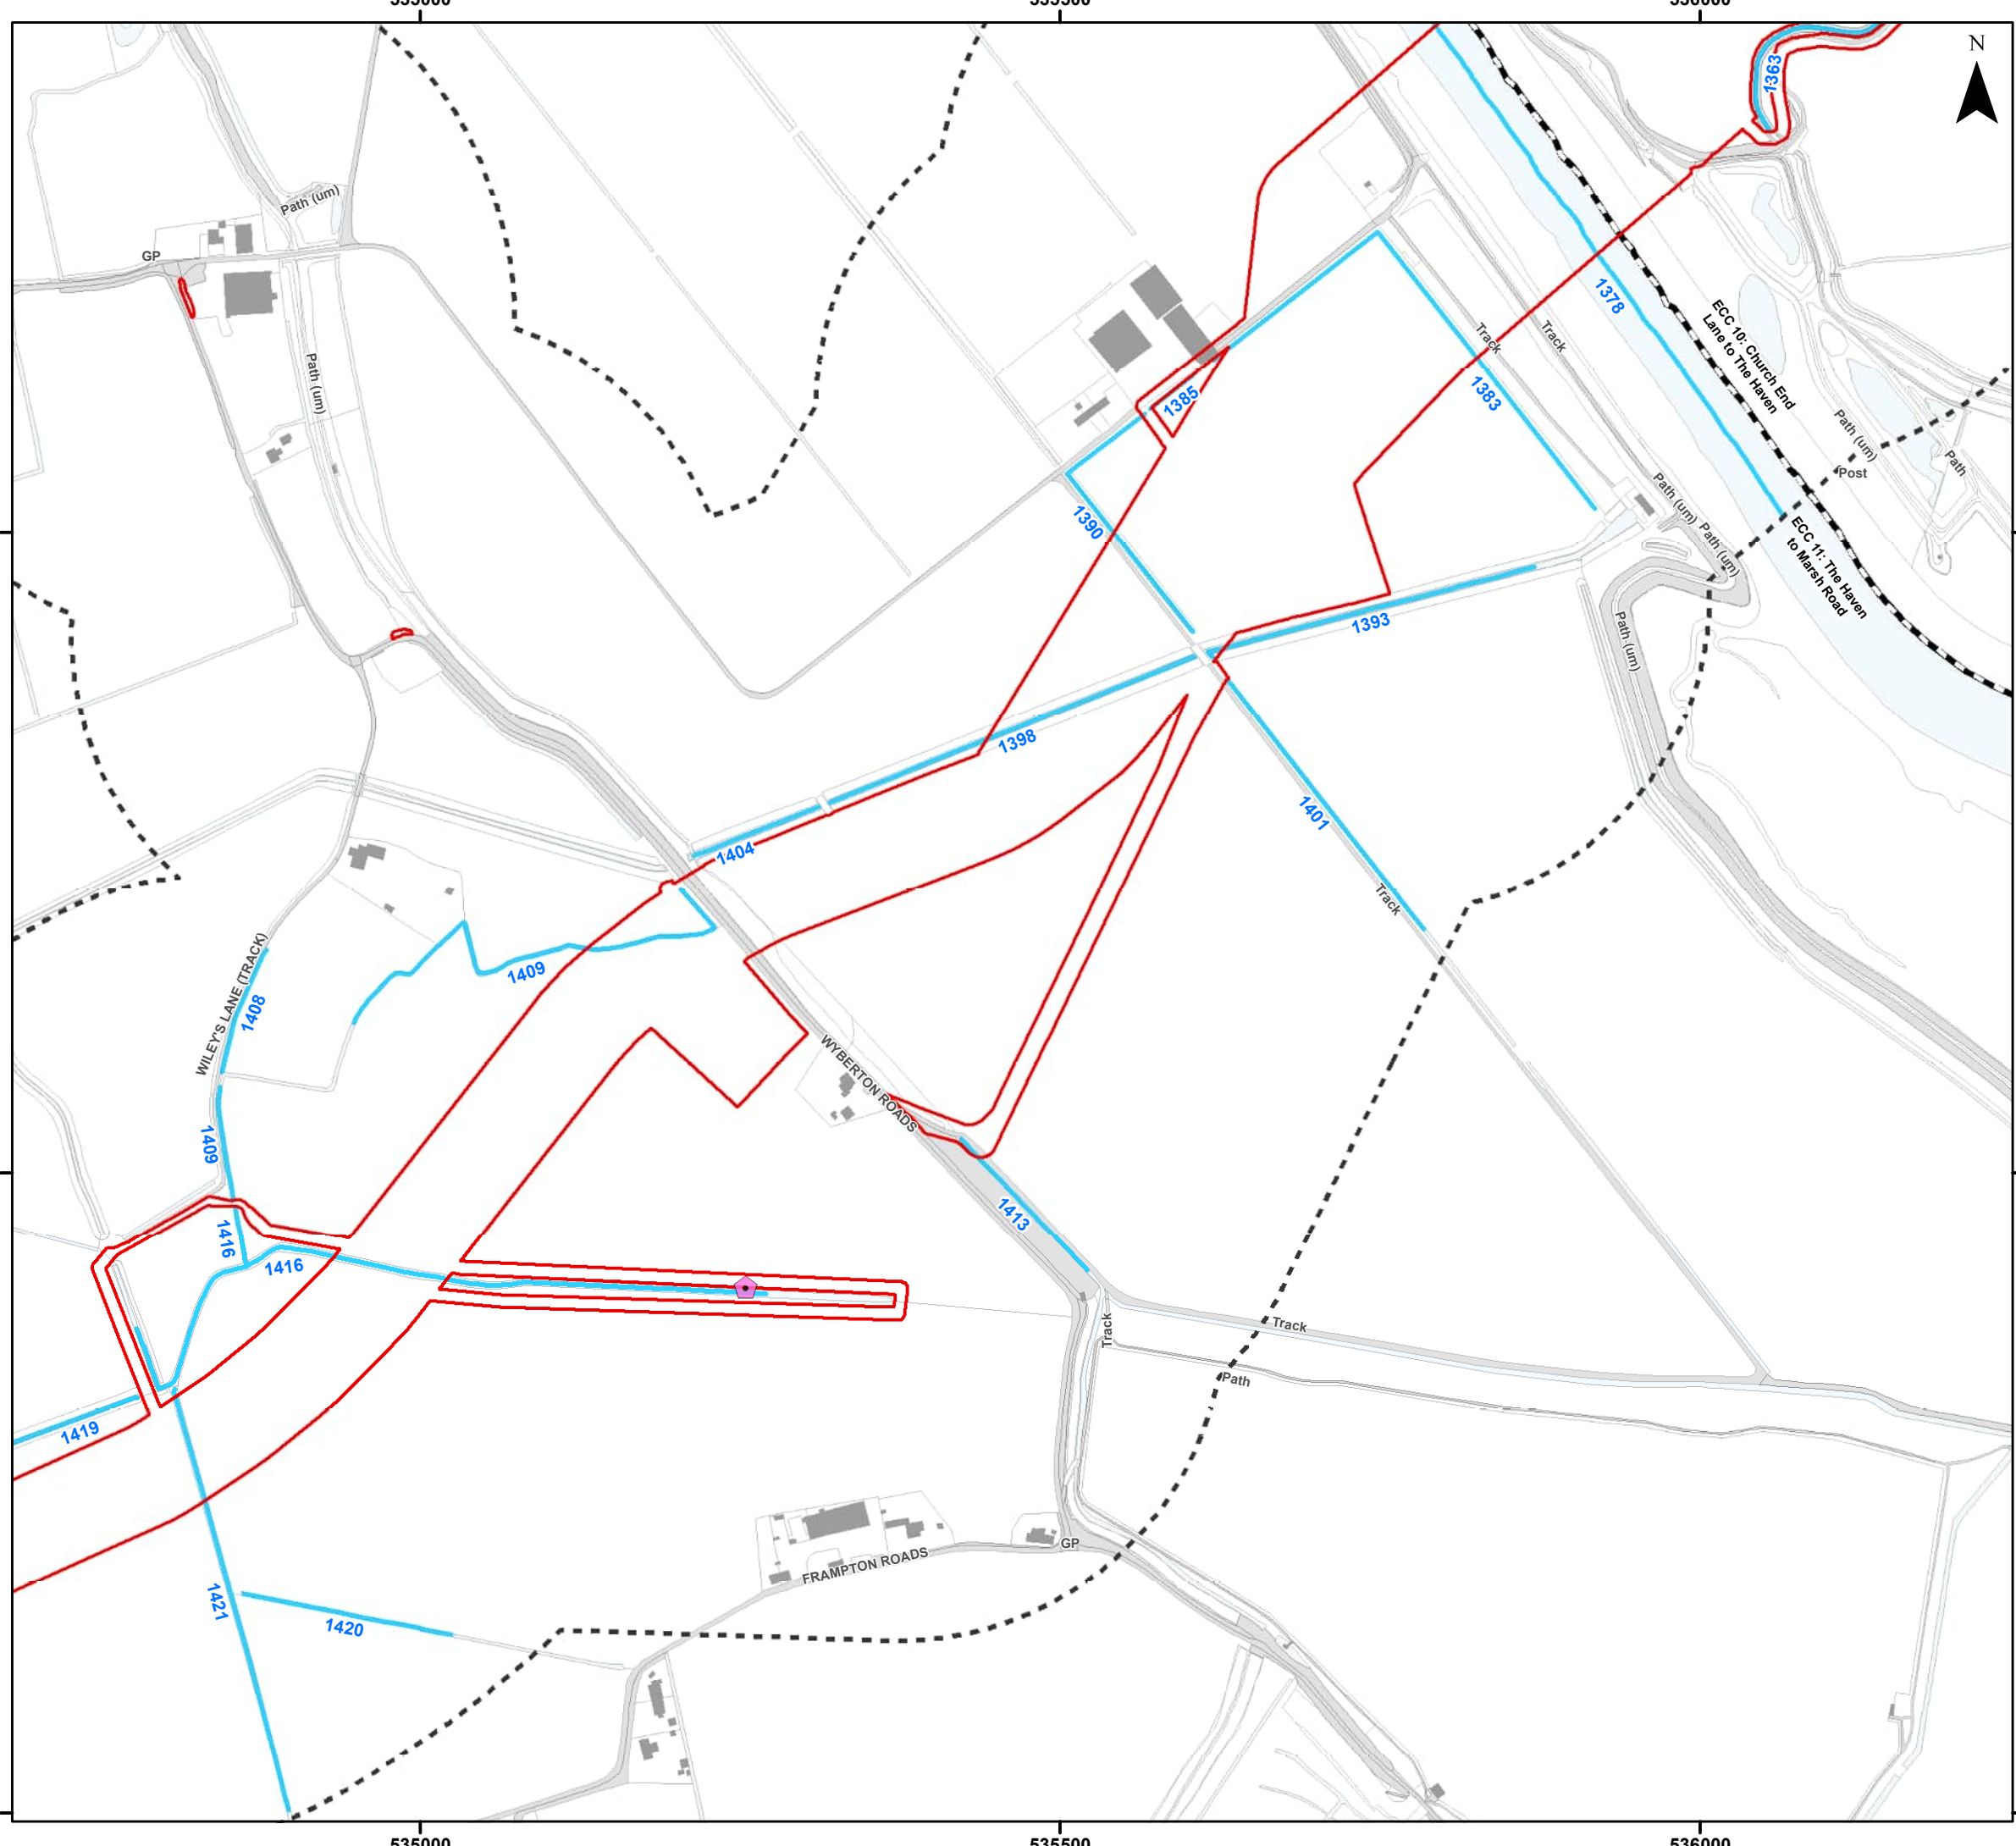 535000
535500
536000
N
1363
Path (um)
GP
Path (um)
1378
ECC 10: Church End
Lane to The Haven
Track
Track
1385
1383
Path (um)
Path
Post
1390
Path (um)
Path (um)
ECC 11: The Haven
to Marsh Road
1393
Path (um)
1398
1401
1404
Track
1409
WILEY'S LANE (TRACK)
1408
WYBERTON ROADS
1409
1413
1416
1416
Track
Track
Path
1419
GP
FRAMPTON ROADS
1421
1420
535000
535500
536000